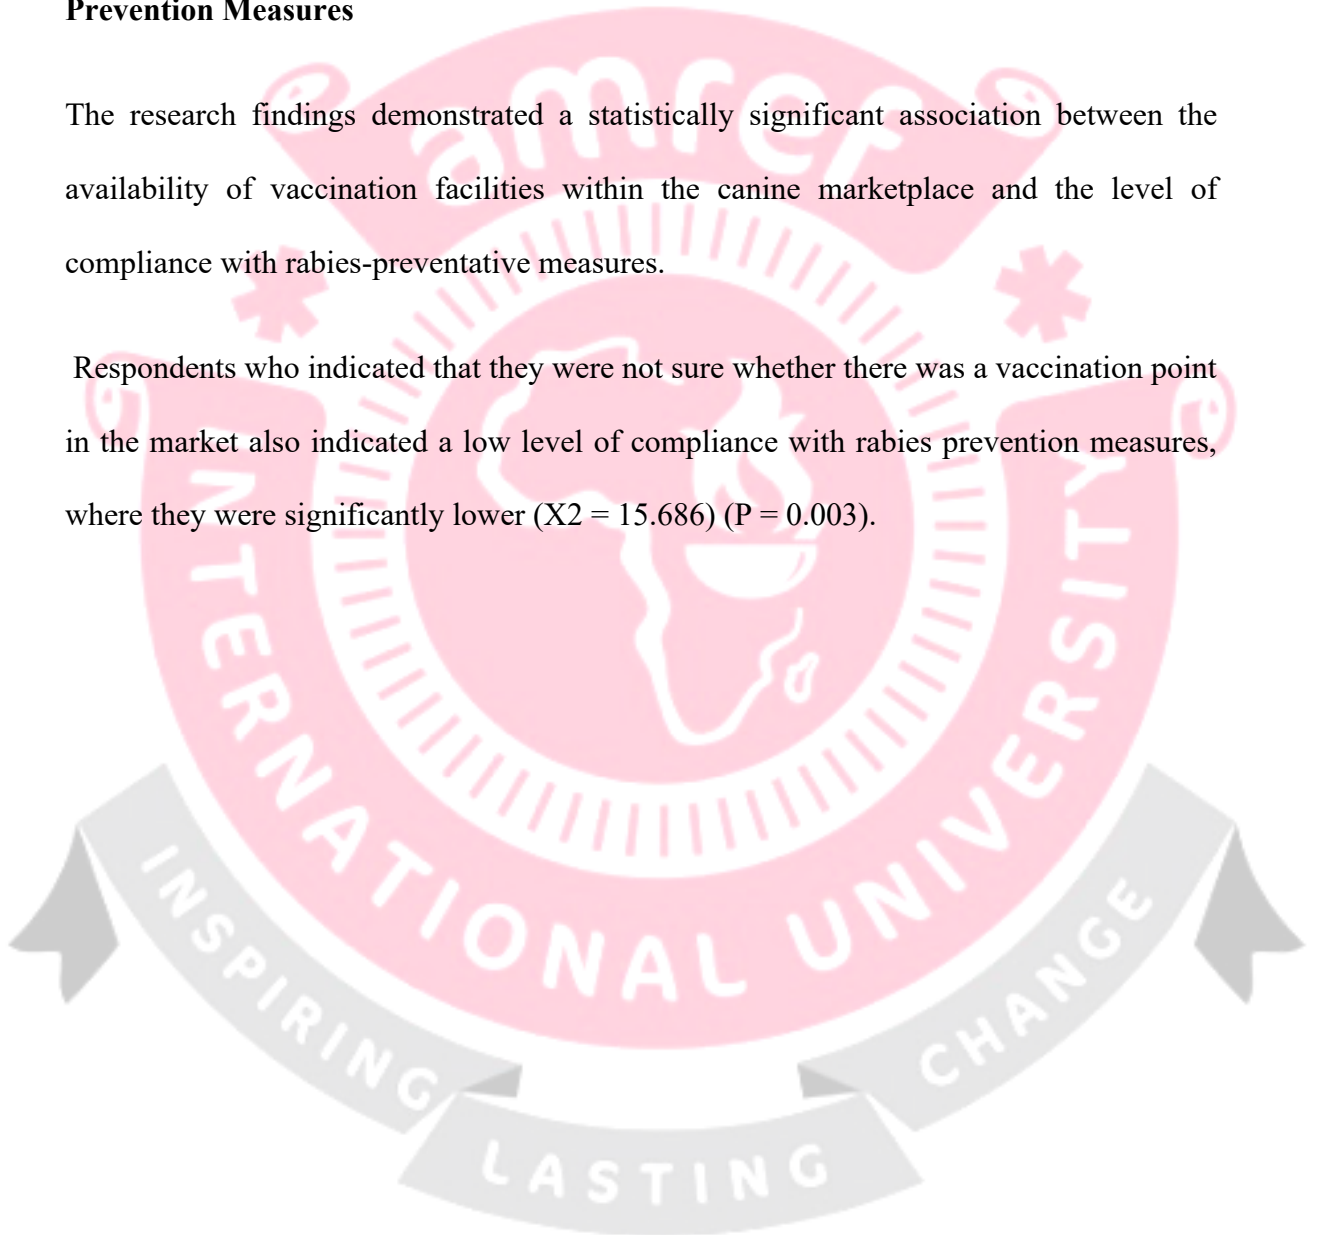 Prevention Measures
The research findings demonstrated a statistically significant association between the
availability of vaccination facilities within the canine marketplace and the level of
compliance with rabies-preventative measures.
Respondents who indicated that they were not sure whether there was a vaccination point
in the market also indicated a low level of compliance with rabies prevention measures,
where they were significantly lower (X2 = 15.686) (P = 0.003).
amref
INTERNATIONAL UNIVERSITY
INSPIRING
LASTING
CHANGE